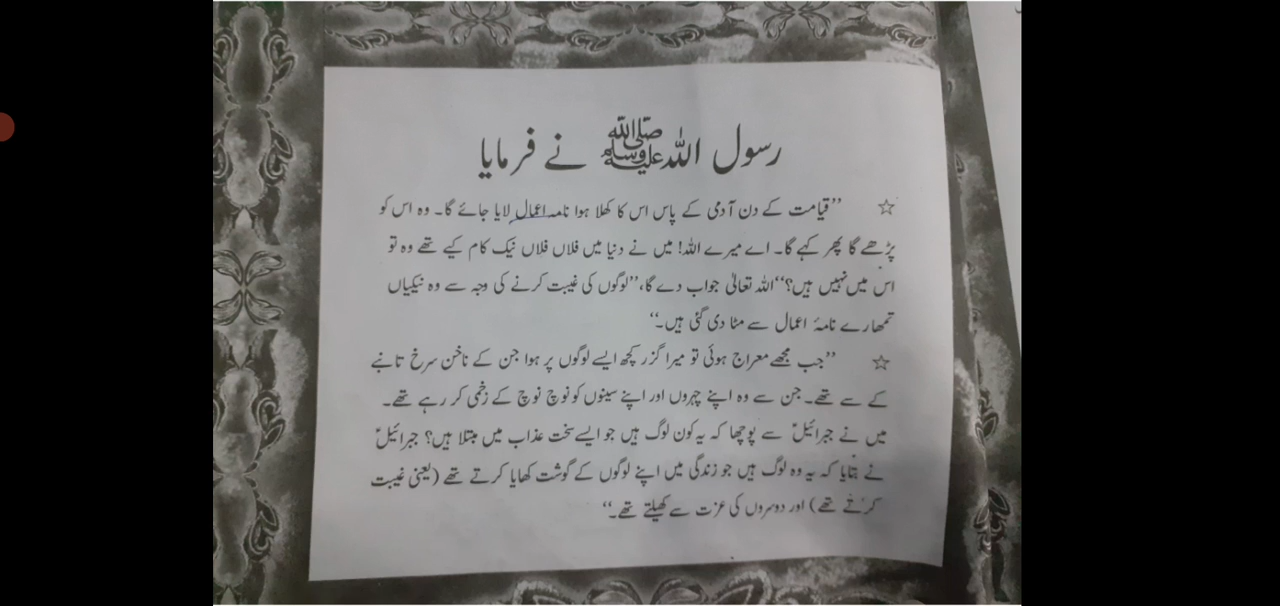 رسول اللہ ﷺ نے فرمایا
☆ ’’قیامت کے دن آدمی کے پاس اس کا کھلا ہوا نامہ اعمال لایا جائے گا۔ وہ اس کو
پڑھے گا پھر کہے گا۔ اے میرے اللہ! میں نے دنیا میں فلاں فلاں نیک کام کیے تھے وہ تو
اس میں نہیں ہیں؟‘‘ اللہ تعالیٰ جواب دے گا، ’’لوگوں کی غیبت کرنے کی وجہ سے وہ نیکیاں
تمھارے نامۂ اعمال سے مٹا دی گئی ہیں۔‘‘
☆ ’’جب مجھے معراج ہوئی تو میرا گزر کچھ ایسے لوگوں پر ہوا جن کے ناخن سرخ تانبے
کے سے تھے۔ جن سے وہ اپنے چہروں اور اپنے سینوں کو نوچ نوچ کے زخمی کر رہے تھے۔
میں نے جبرائیلؑ سے پوچھا کہ یہ کون لوگ ہیں جو ایسے سخت عذاب میں مبتلا ہیں؟ جبرائیلؑ
نے بتایا کہ یہ وہ لوگ ہیں جو زندگی میں اپنے لوگوں کے گوشت کھایا کرتے تھے (یعنی غیبت
کرتے تھے) اور دوسروں کی عزت سے کھیلتے تھے۔‘‘